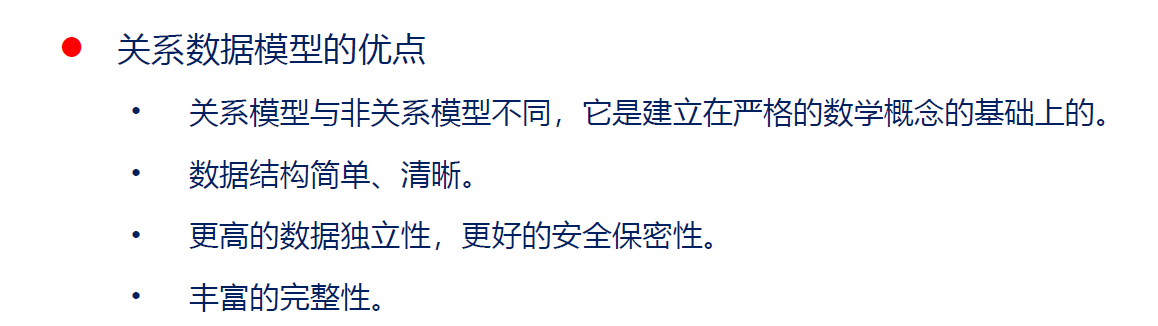 关系数据模型的优点
关系模型与非关系模型不同，它是建立在严格的数学概念的基础上的。
数据结构简单、清晰。
更高的数据独立性，更好的安全保密性。
丰富的完整性。